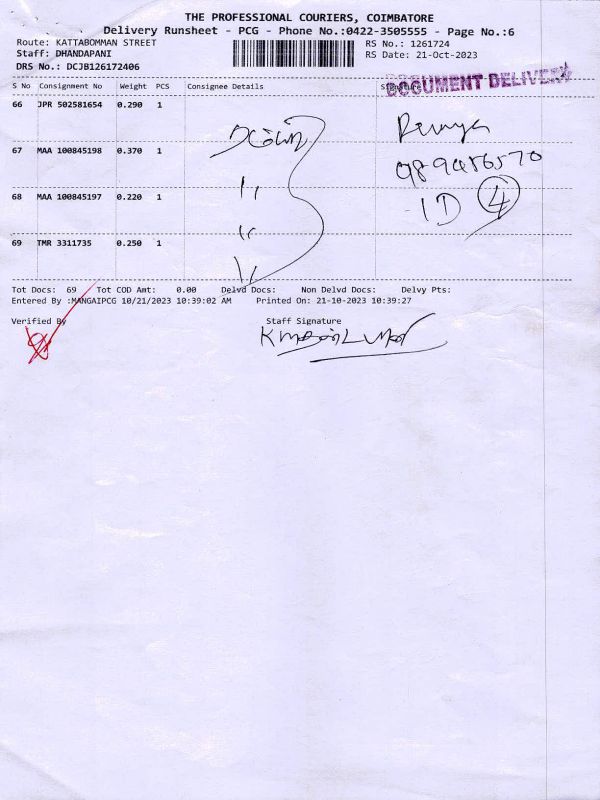 THE PROFESSIONAL COURIERS, COIMBATORE
Delivery Runsheet - PCG - Phone No.:0422-3505555 - Page No.:6
Route: KATTABOMMAN STREET
RS No.: 1261724
Staff: DHANDAPANI
RS Date: 21-Oct-2023
DRS No.: DCJB126172406
DOCUMENT DELIVERY
S No Consignment No Weight PCS Consignee Details Signature
66 JPR 502581654 0.290 1
Ramya
67 MAA 100845198 0.370 1
68 MAA 100845197 0.220 1
ID 4
69 TMR 3311735 0.250 1
Tot Docs: 69 Tot COD Amt: 0.00 Delvd Docs: Non Delvd Docs: Delvy Pts:
Entered By :MANGAIPCG 10/21/2023 10:39:02 AM Printed On: 21-10-2023 10:39:27
Verified By Staff Signature